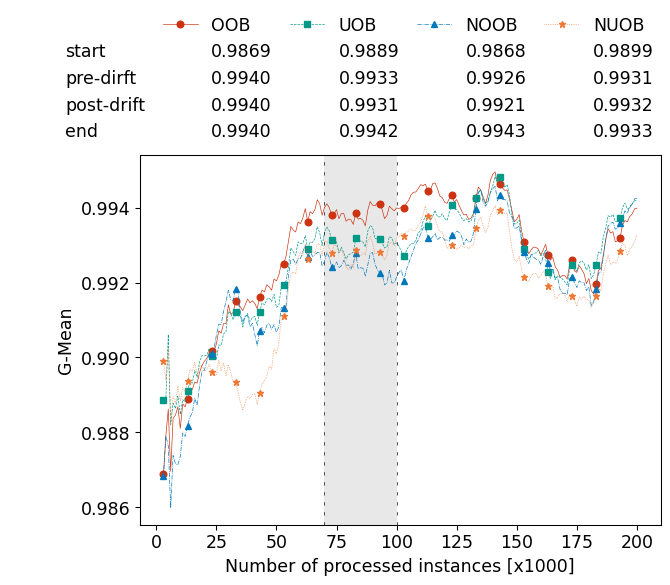 OOB UOB NOOB NUOB
start 0.9869 0.9889 0.9868 0.9899
pre-dirft 0.9940 0.9933 0.9926 0.9931
post-drift 0.9940 0.9931 0.9921 0.9932
end 0.9940 0.9942 0.9943 0.9933
0.994
0.992
0.990
0.988
0.986
G-Mean
0 25 50 75 100 125 150 175 200
Number of processed instances [x1000]